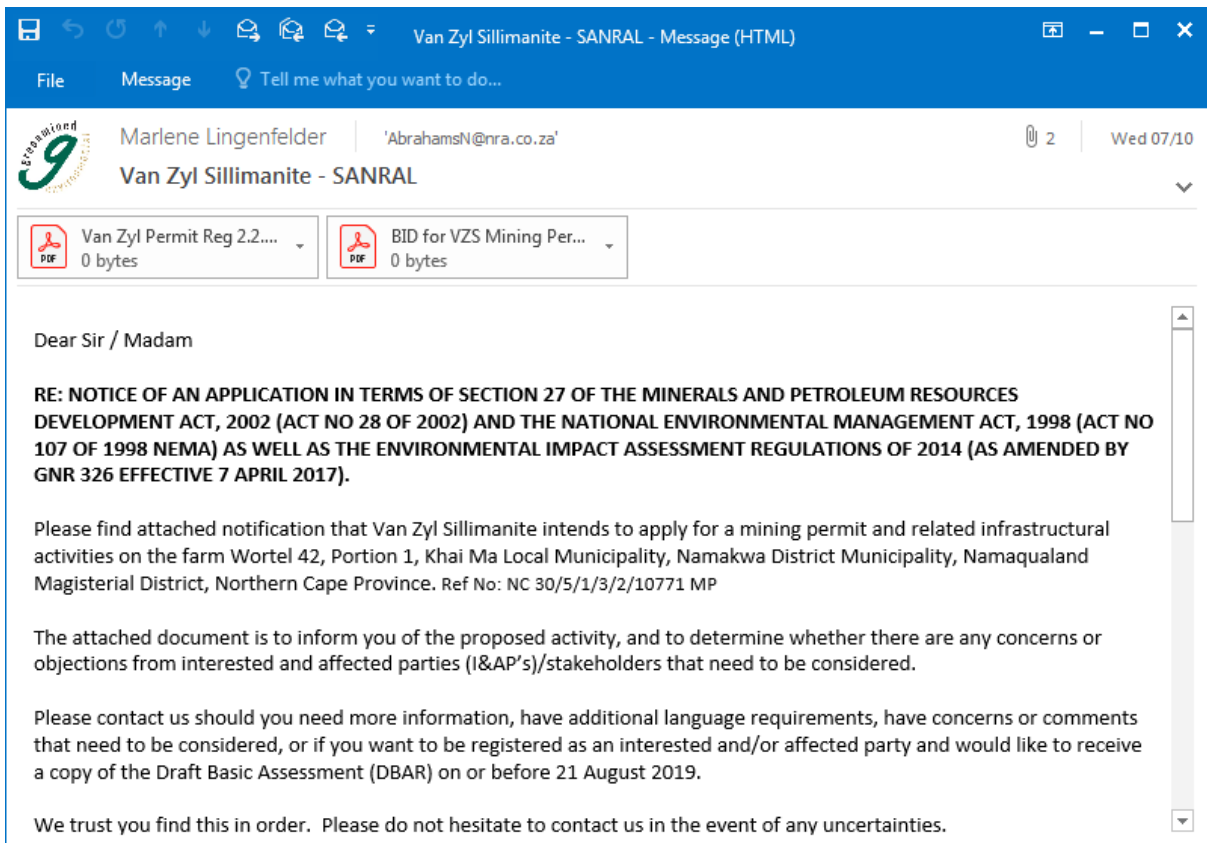 Van Zyl Sillimanite - SANRAL - Message (HTML)
File Message Tell me what you want to do...
Marlene Lingenfelder 'AbrahamsN@nra.co.za' 2 Wed 07/10
Van Zyl Sillimanite - SANRAL
Van Zyl Permit Reg 2.2.... BID for VZS Mining Per...
PDF 0 bytes PDF 0 bytes
Dear Sir / Madam
RE: NOTICE OF AN APPLICATION IN TERMS OF SECTION 27 OF THE MINERALS AND PETROLEUM RESOURCES
DEVELOPMENT ACT, 2002 (ACT NO 28 OF 2002) AND THE NATIONAL ENVIRONMENTAL MANAGEMENT ACT, 1998 (ACT NO
107 OF 1998 NEMA) AS WELL AS THE ENVIRONMENTAL IMPACT ASSESSMENT REGULATIONS OF 2014 (AS AMENDED BY
GNR 326 EFFECTIVE 7 APRIL 2017).
Please find attached notification that Van Zyl Sillimanite intends to apply for a mining permit and related infrastructural
activities on the farm Wortel 42, Portion 1, Khai Ma Local Municipality, Namakwa District Municipality, Namaqualand
Magisterial District, Northern Cape Province. Ref No: NC 30/5/1/3/2/10771 MP
The attached document is to inform you of the proposed activity, and to determine whether there are any concerns or
objections from interested and affected parties (I&AP's)/stakeholders that need to be considered.
Please contact us should you need more information, have additional language requirements, have concerns or comments
that need to be considered, or if you want to be registered as an interested and/or affected party and would like to receive
a copy of the Draft Basic Assessment (DBAR) on or before 21 August 2019.
We trust you find this in order.  Please do not hesitate to contact us in the event of any uncertainties.